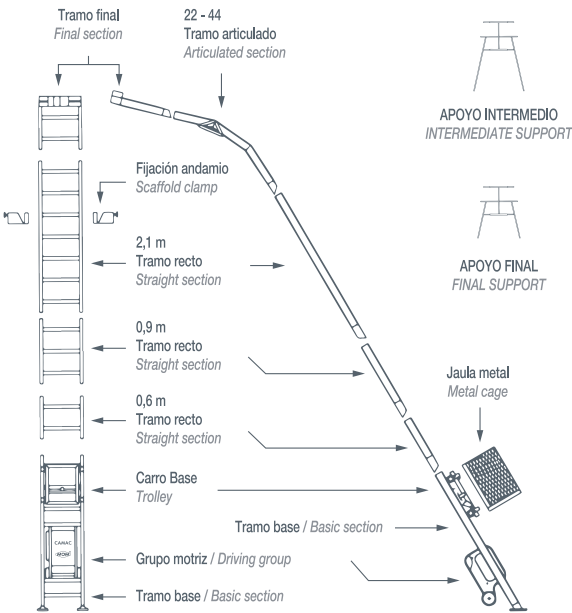 Tramo final
Final section
22 - 44
Tramo articulado
Articulated section
APOYO INTERMEDIO
INTERMEDIATE SUPPORT
Fijación andamio
Scaffold clamp
2,1 m
Tramo recto
Straight section
APOYO FINAL
FINAL SUPPORT
0,9 m
Tramo recto
Straight section
Jaula metal
Metal cage
0,6 m
Tramo recto
Straight section
Carro Base
Trolley
Tramo base / Basic section
CAMAC
Grupo motriz / Driving group
Tramo base / Basic section